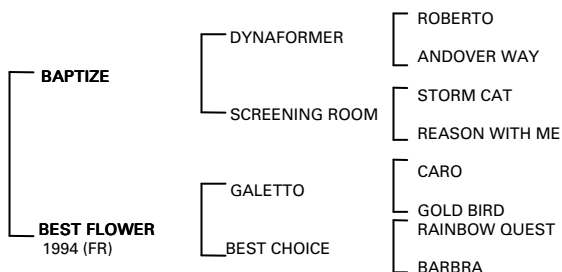 ROBERTO
DYNAFORMER
ANDOVER WAY
BAPTIZE
STORM CAT
SCREENING ROOM
REASON WITH ME
CARO
GALETTO
GOLD BIRD
BEST FLOWER
1994 (FR)
RAINBOW QUEST
BEST CHOICE
BARBRA